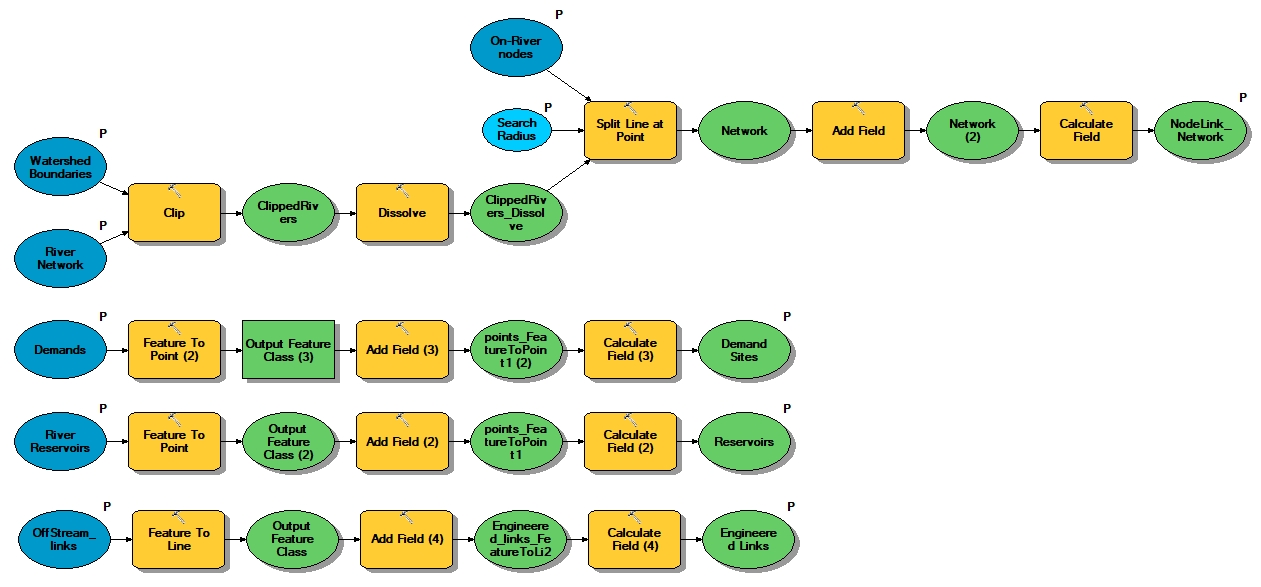 P
On-River
nodes
P
Search
Radius
Split Line at
Point
Network
Add Field
Network
(2)
Calculate
Field
P
NodeLink_
Network
P
Watershed
Boundaries
P
River
Network
Clip
ClippedRiv
ers
Dissolve
ClippedRiv
ers_Dissol
ve
P
Demands
Feature To
Point (2)
Output Feature
Class (3)
Add Field (3)
points_Fea
tureToPoin
t1 (2)
Calculate
Field (3)
P
Demand
Sites
P
River
Reservoirs
Feature To
Point
Output
Feature
Class (2)
Add Field (2)
points_Fea
tureToPoin
t1
Calculate
Field (2)
P
Reservoirs
P
OffStream_
links
Feature To
Line
Output
Feature
Class
Add Field (4)
Engineere
d_links_Fe
atureToLi2
Calculate
Field (4)
P
Engineere
d Links